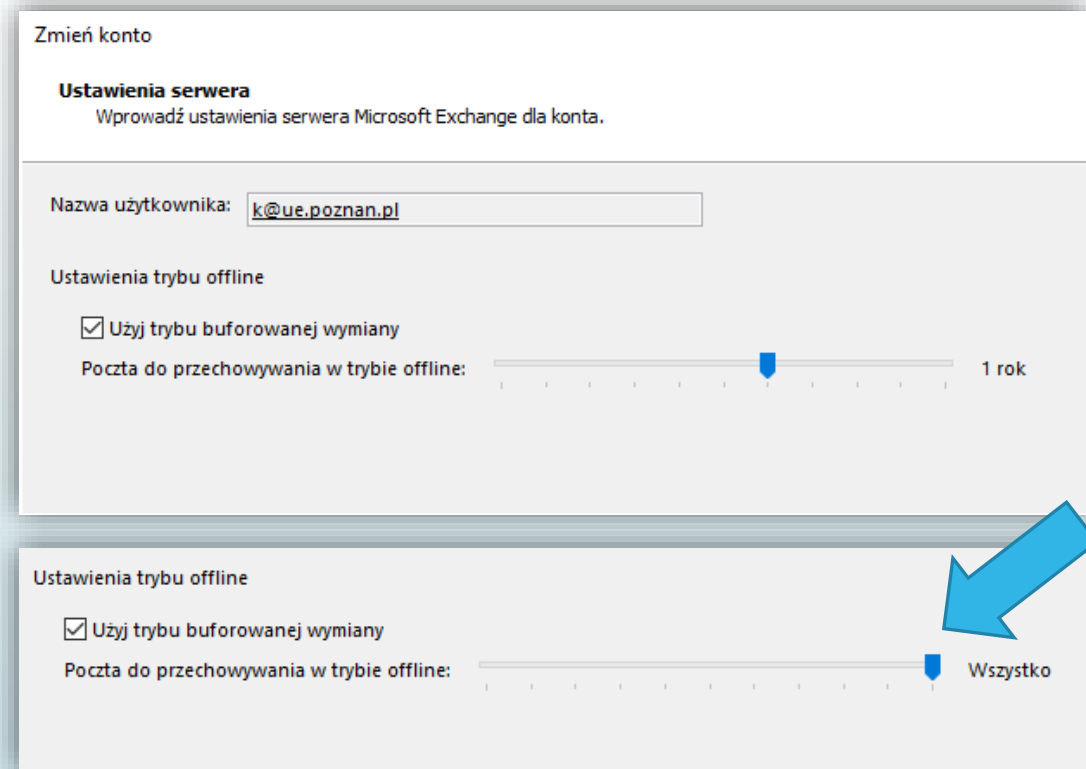 Zmień konto
Ustawienia serwera
Wprowadź ustawienia serwera Microsoft Exchange dla konta.
Nazwa użytkownika: k@ue.poznan.pl
Ustawienia trybu offline
Użyj trybu buforowanej wymiany
Poczta do przechowywania w trybie offline: 1 rok
Ustawienia trybu offline
Użyj trybu buforowanej wymiany
Poczta do przechowywania w trybie offline: Wszystko